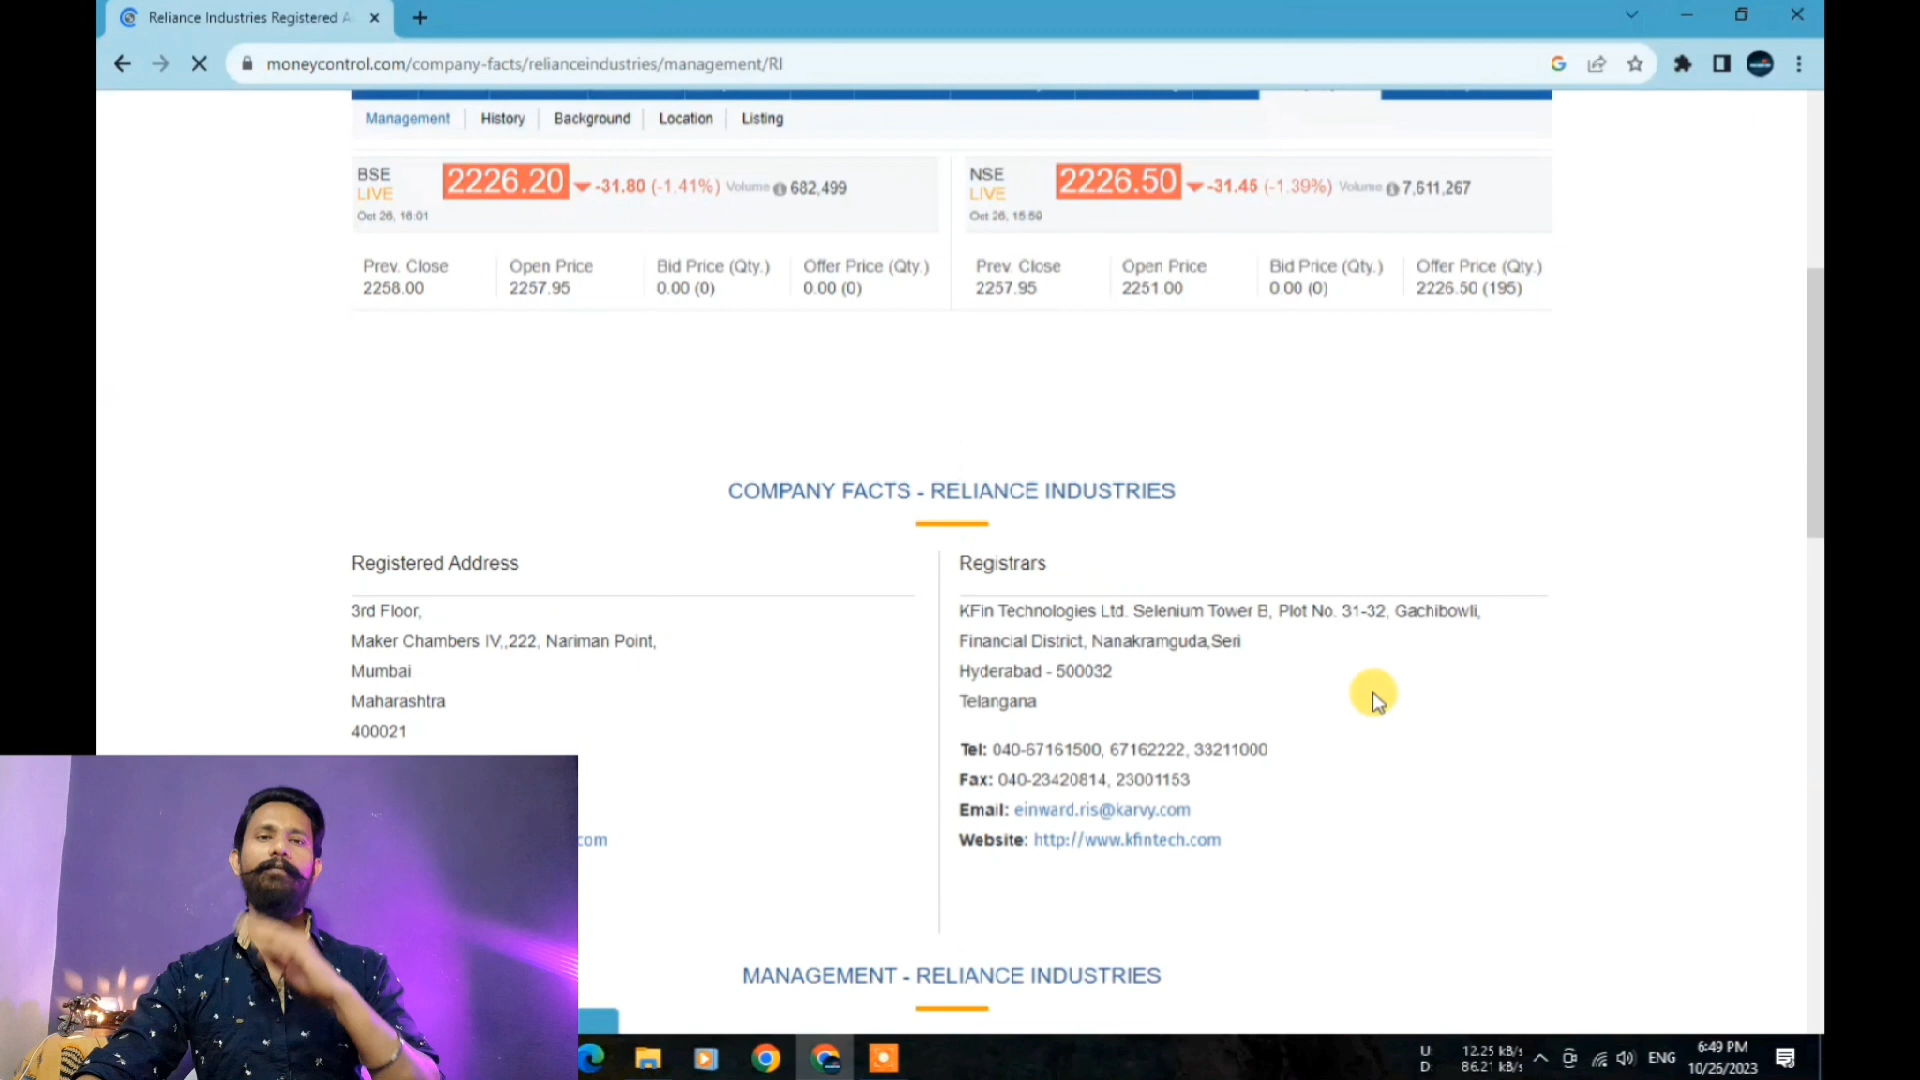 Reliance Industries Registered A
moneycontrol.com/company-facts/relianceindustries/management/RI
Management History Background Location Listing
BSE 2226.20 -31.80 (-1.41%) Volume 682,499
LIVE
Oct 26, 16:01
NSE 2226.50 -31.45 (-1.39%) Volume 7,611,267
LIVE
Oct 26, 15:59
Prev. Close Open Price Bid Price (Qty.) Offer Price (Qty.)
2258.00 2257.95 0.00 (0) 0.00 (0)
Prev. Close Open Price Bid Price (Qty.) Offer Price (Qty.)
2257.95 2251.00 0.00 (0) 2226.50 (195)
COMPANY FACTS - RELIANCE INDUSTRIES
Registered Address
3rd Floor,
Maker Chambers IV,,222, Nariman Point,
Mumbai
Maharashtra
400021
com
Registrars
KFin Technologies Ltd. Selenium Tower B, Plot No. 31-32, Gachibowli,
Financial District, Nanakramguda,Seri
Hyderabad - 500032
Telangana
Tel: 040-67161500, 67162222, 33211000
Fax: 040-23420814, 23001153
Email: einward.ris@karvy.com
Website: http://www.kfintech.com
MANAGEMENT - RELIANCE INDUSTRIES
U: 12.25 kB/s
D: 86.21 kB/s
ENG
6:49 PM
10/26/2023